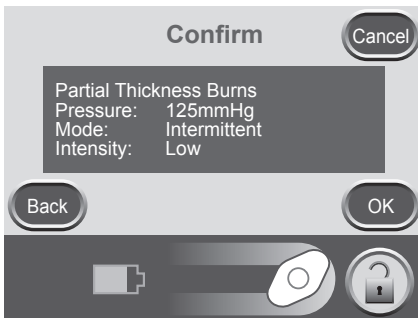 Confirm
Cancel
Partial Thickness Burns
Pressure: 125mmHg
Mode: Intermittent
Intensity: Low
Back
OK